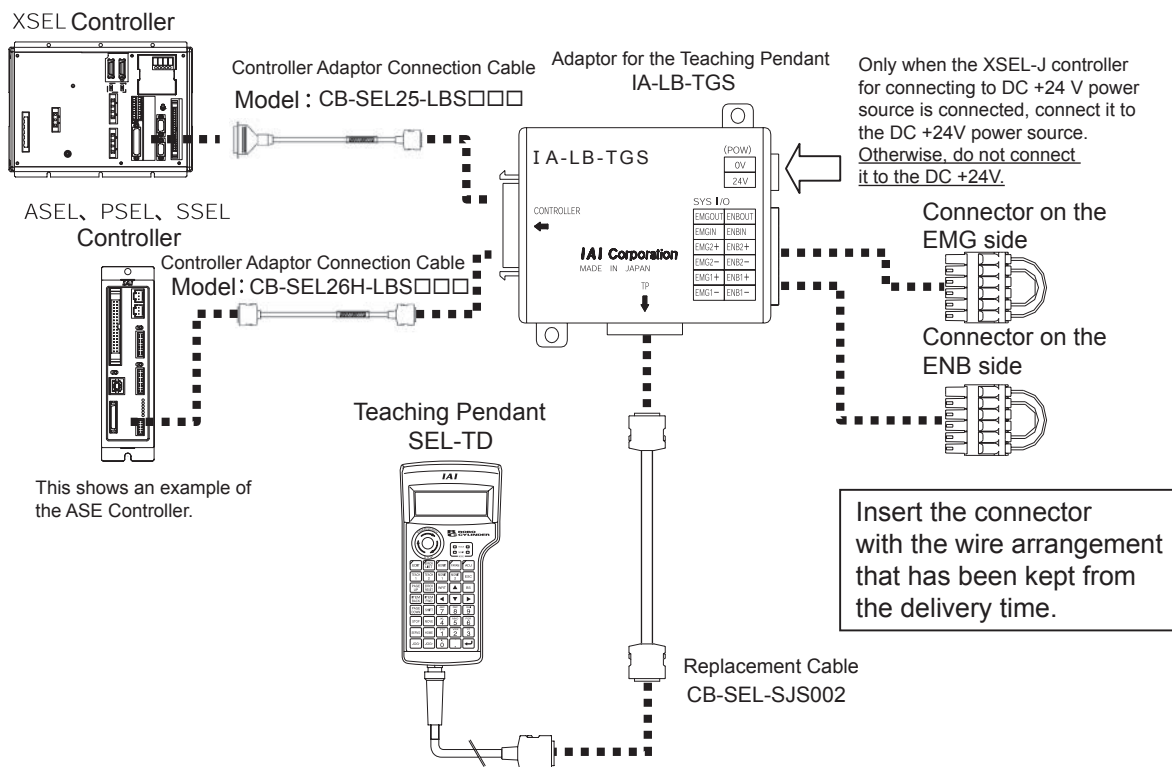 XSEL Controller
Controller Adaptor Connection Cable
Model : CB-SEL25-LBS□□□
Adaptor for the Teaching Pendant
IA-LB-TGS
Only when the XSEL-J controller
for connecting to DC +24 V power
source is connected, connect it to
the DC +24V power source.
Otherwise, do not connect
it to the DC +24V.
IA-LB-TGS
(POW)
0V
24V
CONTROLLER
SYS I/O
EMGOUT ENBOUT
EMGIN ENBIN
EMG2+ ENB2+
EMG2− ENB2−
EMG1+ ENB1+
EMG1− ENB1−
IAI Corporation
MADE IN JAPAN
TP
ASEL、PSEL、SSEL
Controller
Controller Adaptor Connection Cable
Model : CB-SEL26H-LBS□□□
IAI
Connector on the
EMG side
Connector on the
ENB side
This shows an example of
the ASE Controller.
Teaching Pendant
SEL-TD
IAI
ROBO
CYLINDER
Insert the connector
with the wire arrangement
that has been kept from
the delivery time.
Replacement Cable
CB-SEL-SJS002